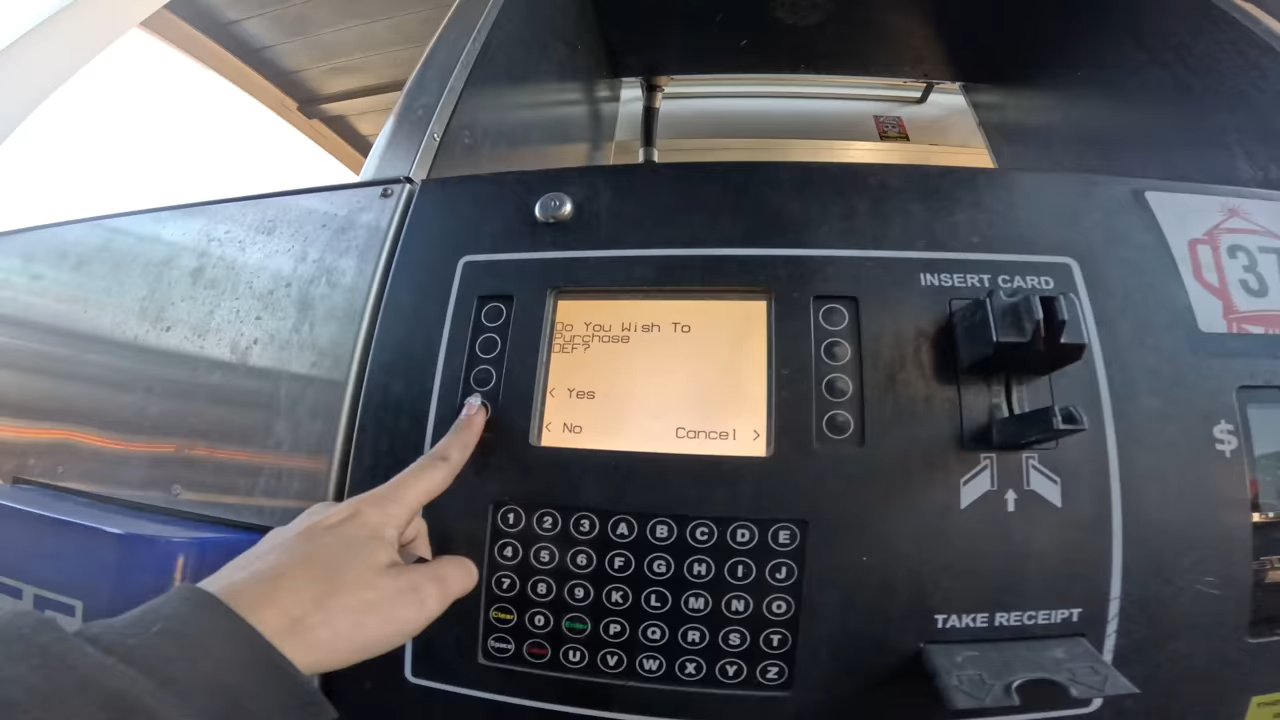 INSERT CARD
37
Do You Wish To
Purchase
DEF?
< Yes
< No
Cancel >
$
1 2 3 A B C D E
4 5 6 F G H I J
7 8 9 K L M N O
Clear 0 Enter P Q R S T
Space U V W X Y Z
TAKE RECEIPT